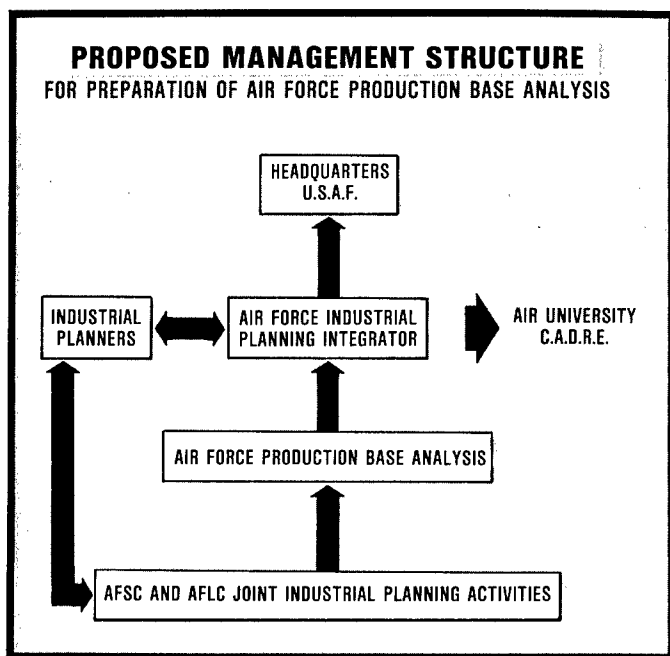 PROPOSED MANAGEMENT STRUCTURE
FOR PREPARATION OF AIR FORCE PRODUCTION BASE ANALYSIS
HEADQUARTERS
U.S.A.F.
INDUSTRIAL
PLANNERS
AIR FORCE INDUSTRIAL
PLANNING INTEGRATOR
AIR UNIVERSITY
C.A.D.R.E.
AIR FORCE PRODUCTION BASE ANALYSIS
AFSC AND AFLC JOINT INDUSTRIAL PLANNING ACTIVITIES